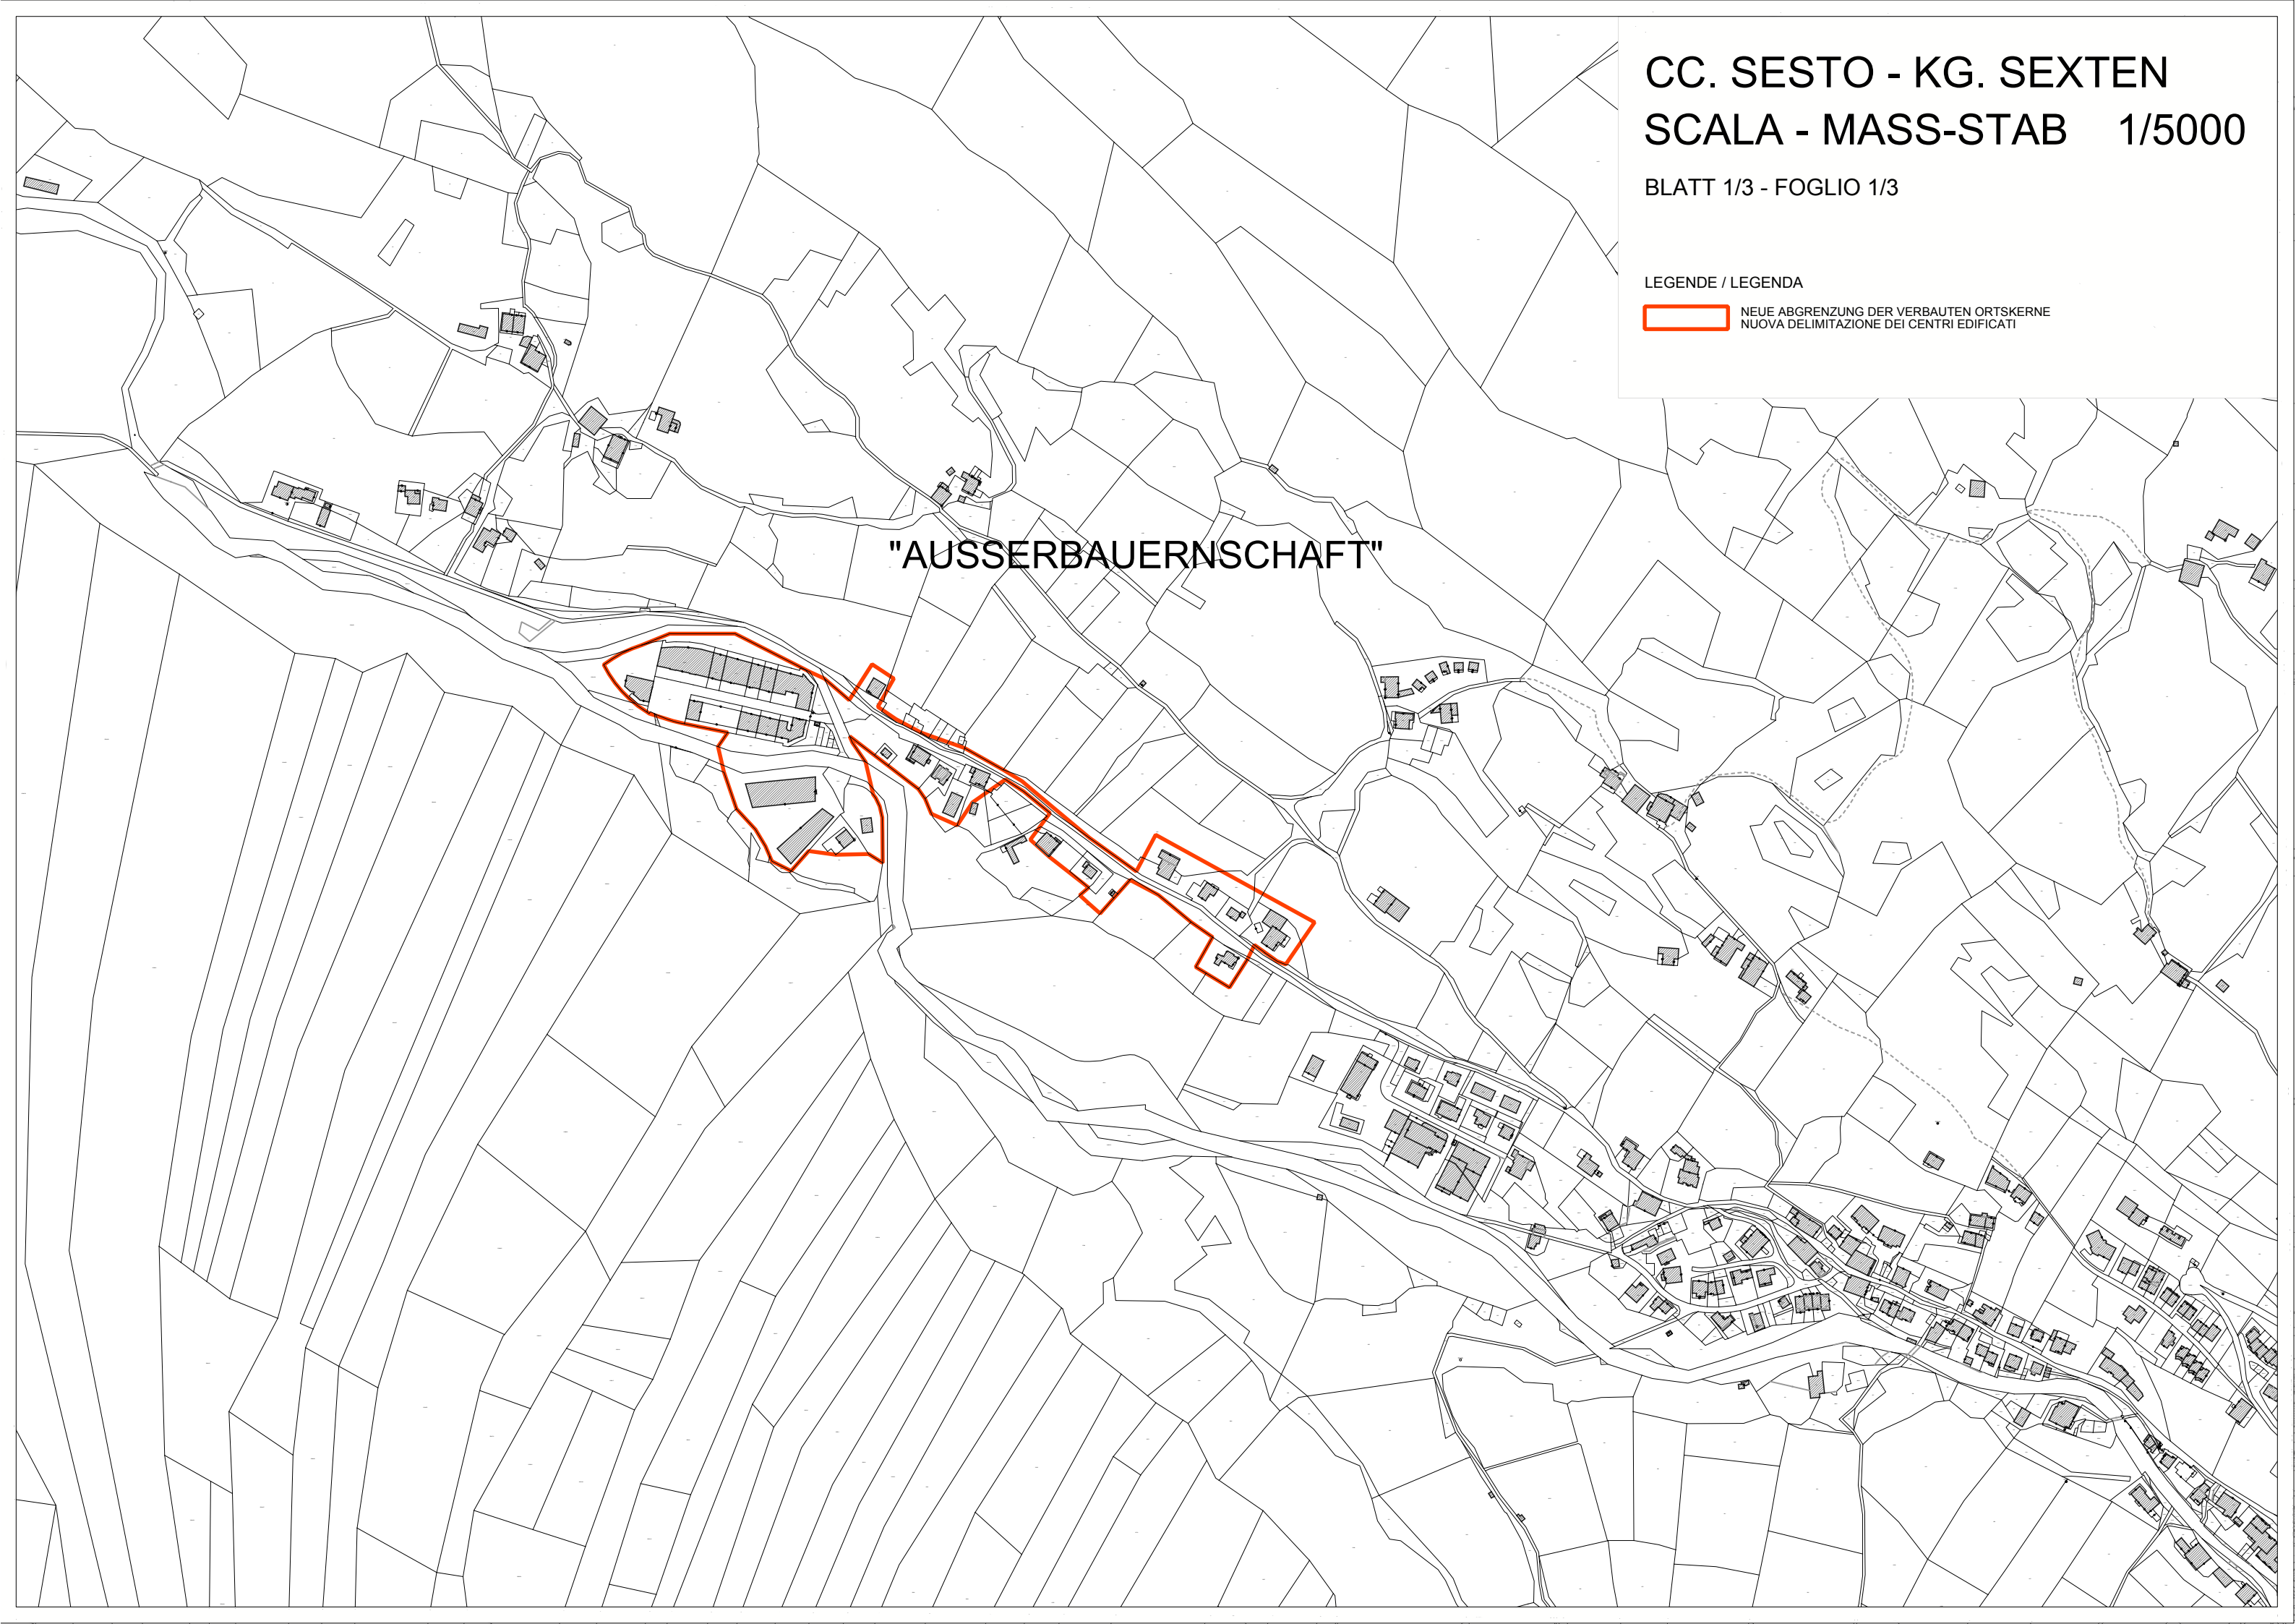 CC. SESTO - KG. SEXTEN
SCALA - MASS-STAB 1/5000
BLATT 1/3 - FOGLIO 1/3
LEGENDE / LEGENDA
NEUE ABGRENZUNG DER VERBAUTEN ORTSKERNE
NUOVA DELIMITAZIONE DEI CENTRI EDIFICATI
"AUSSERBAUERNSCHAFT"